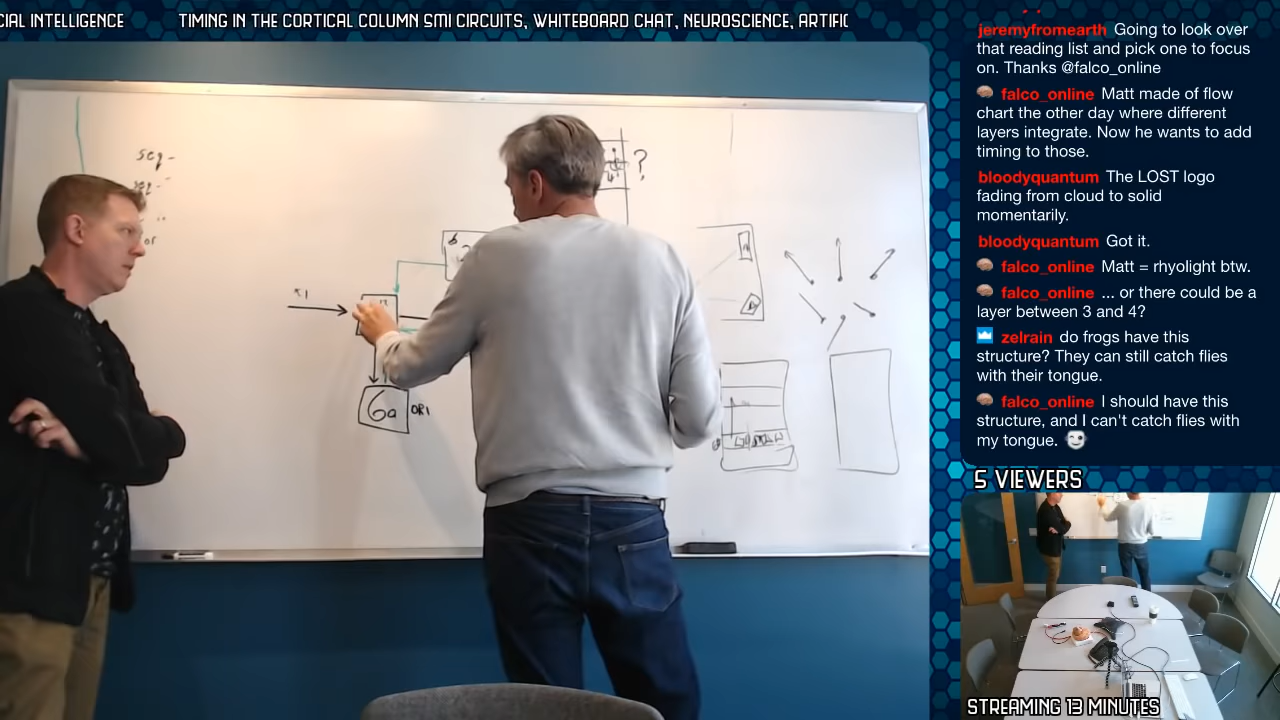 CIAL INTELLIGENCE TIMING IN THE CORTICAL COLUMN SMI CIRCUITS, WHITEBOARD CHAT, NEUROSCIENCE, ARTIFIC
seq-
?
6a
OR1
jeremyfromearth Going to look over
that reading list and pick one to focus
on. Thanks @falco_online
falco_online Matt made of flow
chart the other day where different
layers integrate. Now he wants to add
timing to those.
bloodyquantum The LOST logo
fading from cloud to solid
momentarily.
bloodyquantum Got it.
falco_online Matt = rhyolight btw.
falco_online ... or there could be a
layer between 3 and 4?
zelrain do frogs have this
structure? They can still catch flies
with their tongue.
falco_online I should have this
structure, and I can't catch flies with
my tongue.
5 VIEWERS
STREAMING 13 MINUTES